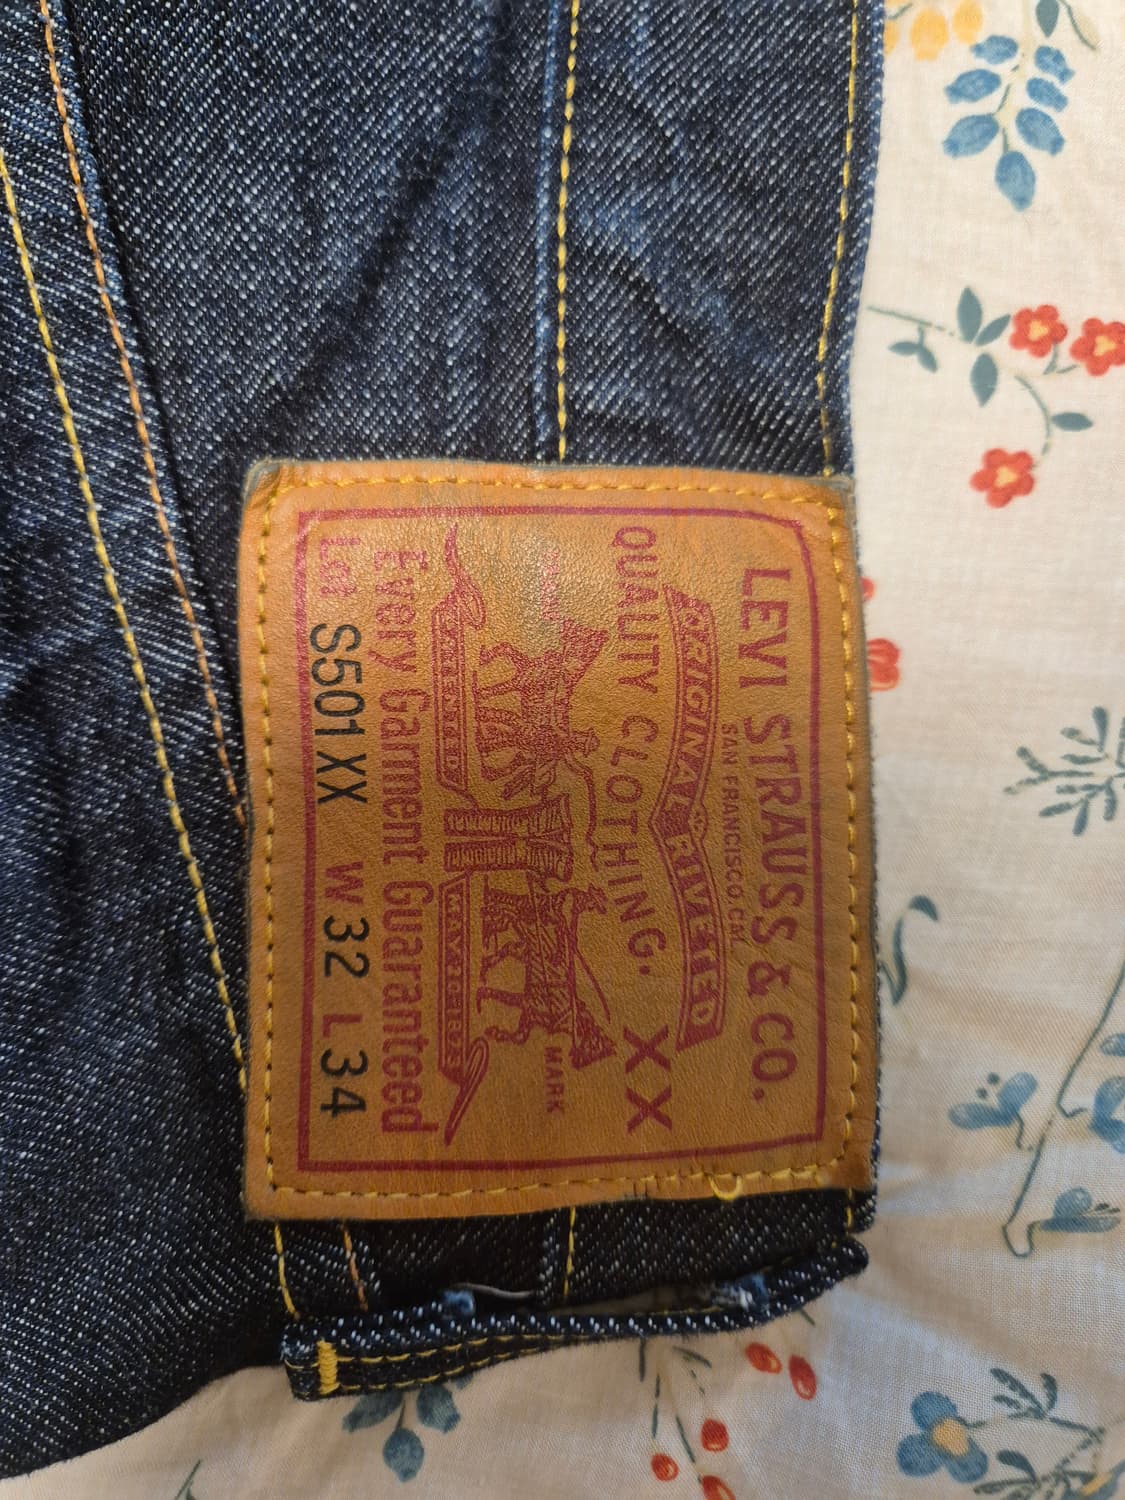 LEVI STRAUSS & CO.
SAN FRANCISCO, CAL.
ORIGINAL RIVETED
QUALITY CLOTHING. XX
MARK
PATENTED
Every Garment Guaranteed
Lot S501XX W 32 L 34